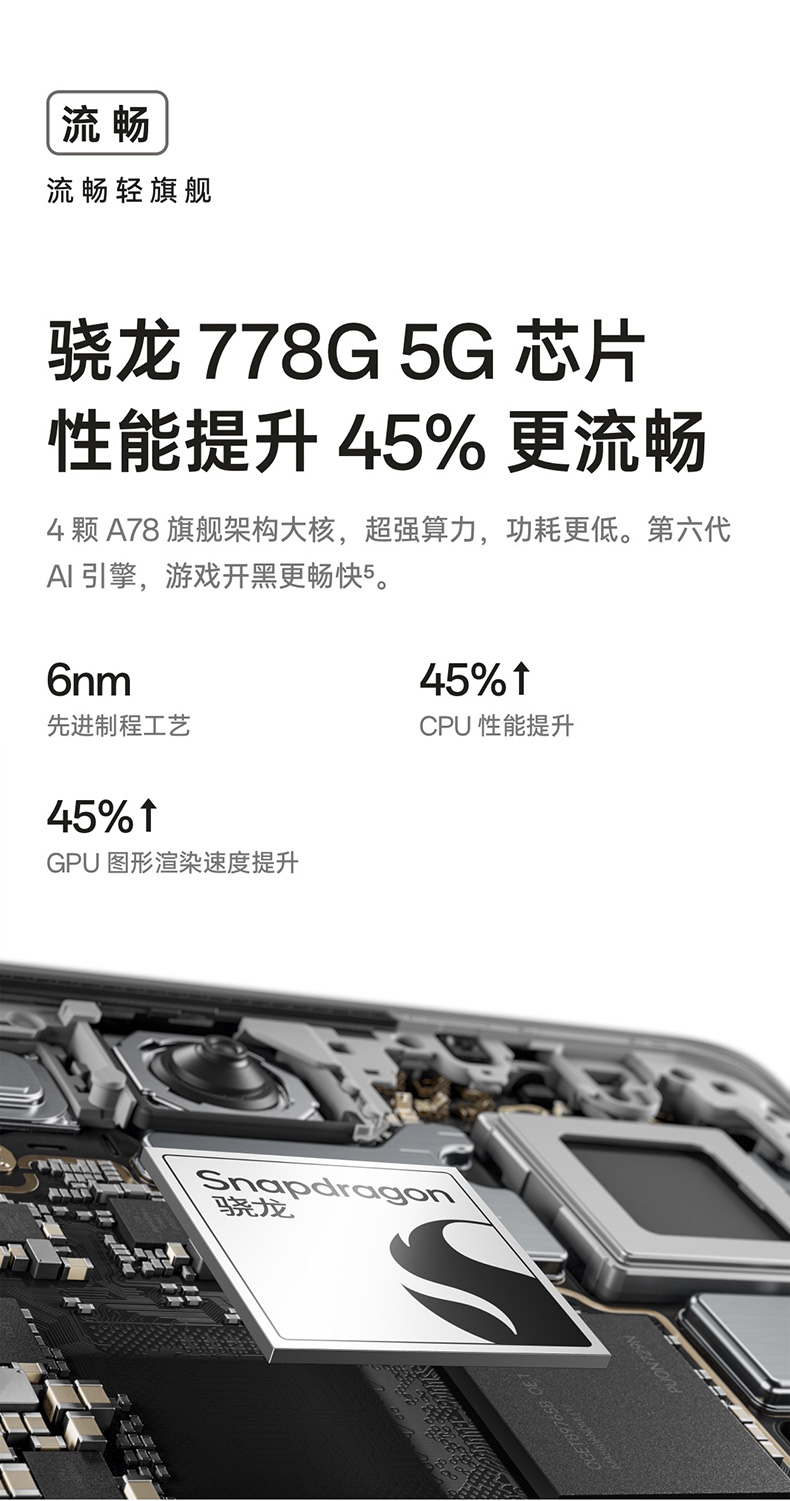 流畅
流畅轻旗舰
骁龙 778G 5G 芯片
性能提升 45% 更流畅
4 颗 A78 旗舰架构大核，超强算力，功耗更低。第六代
AI 引擎，游戏开黑更畅快⁵。
6nm
先进制程工艺
45%↑
CPU 性能提升
45%↑
GPU 图形渲染速度提升
Snapdragon
骁龙